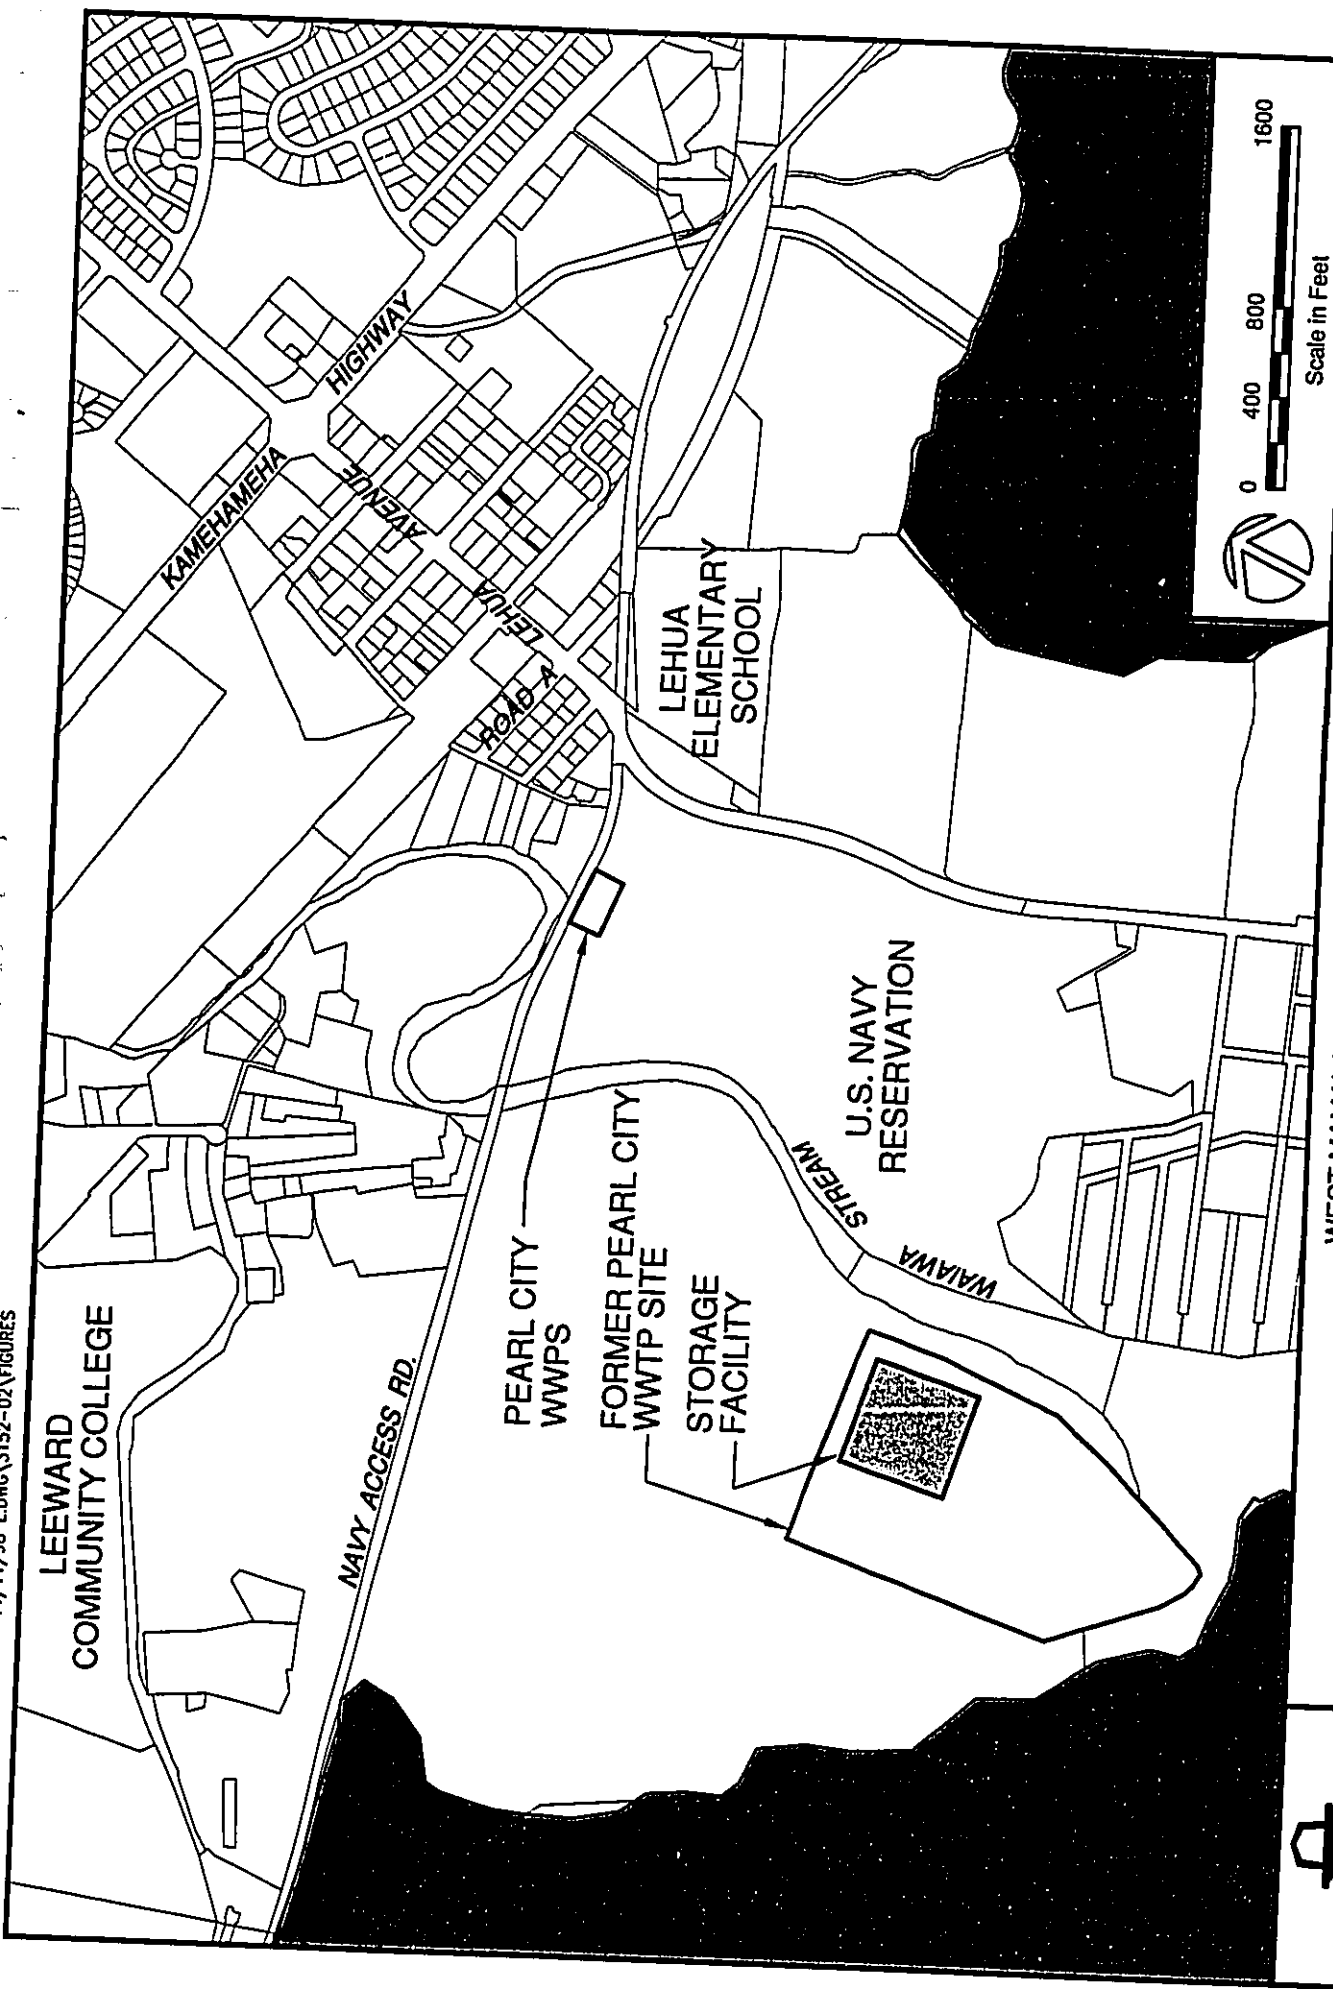 LEEWARD
COMMUNITY COLLEGE
NAVY ACCESS RD.
KAMEHAMEHA
HIGHWAY
LEHUA
AVENUE
ROAD A
PEARL CITY
WWPS
FORMER PEARL CITY
WWTP SITE
STORAGE
FACILITY
LEHUA
ELEMENTARY
SCHOOL
U.S. NAVY
RESERVATION
WAIAWA
STREAM
0 400 800 1600
Scale in Feet